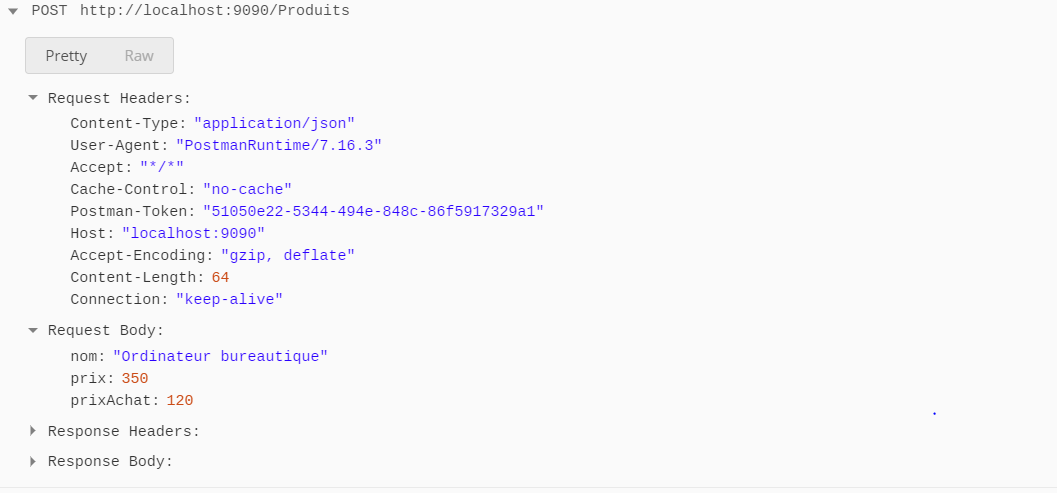 POST http://localhost:9090/Produits
Pretty Raw
Request Headers:
Content-Type: "application/json"
User-Agent: "PostmanRuntime/7.16.3"
Accept: "*/*"
Cache-Control: "no-cache"
Postman-Token: "51050e22-5344-494e-848c-86f5917329a1"
Host: "localhost:9090"
Accept-Encoding: "gzip, deflate"
Content-Length: 64
Connection: "keep-alive"
Request Body:
nom: "Ordinateur bureautique"
prix: 350
prixAchat: 120
Response Headers:
Response Body: